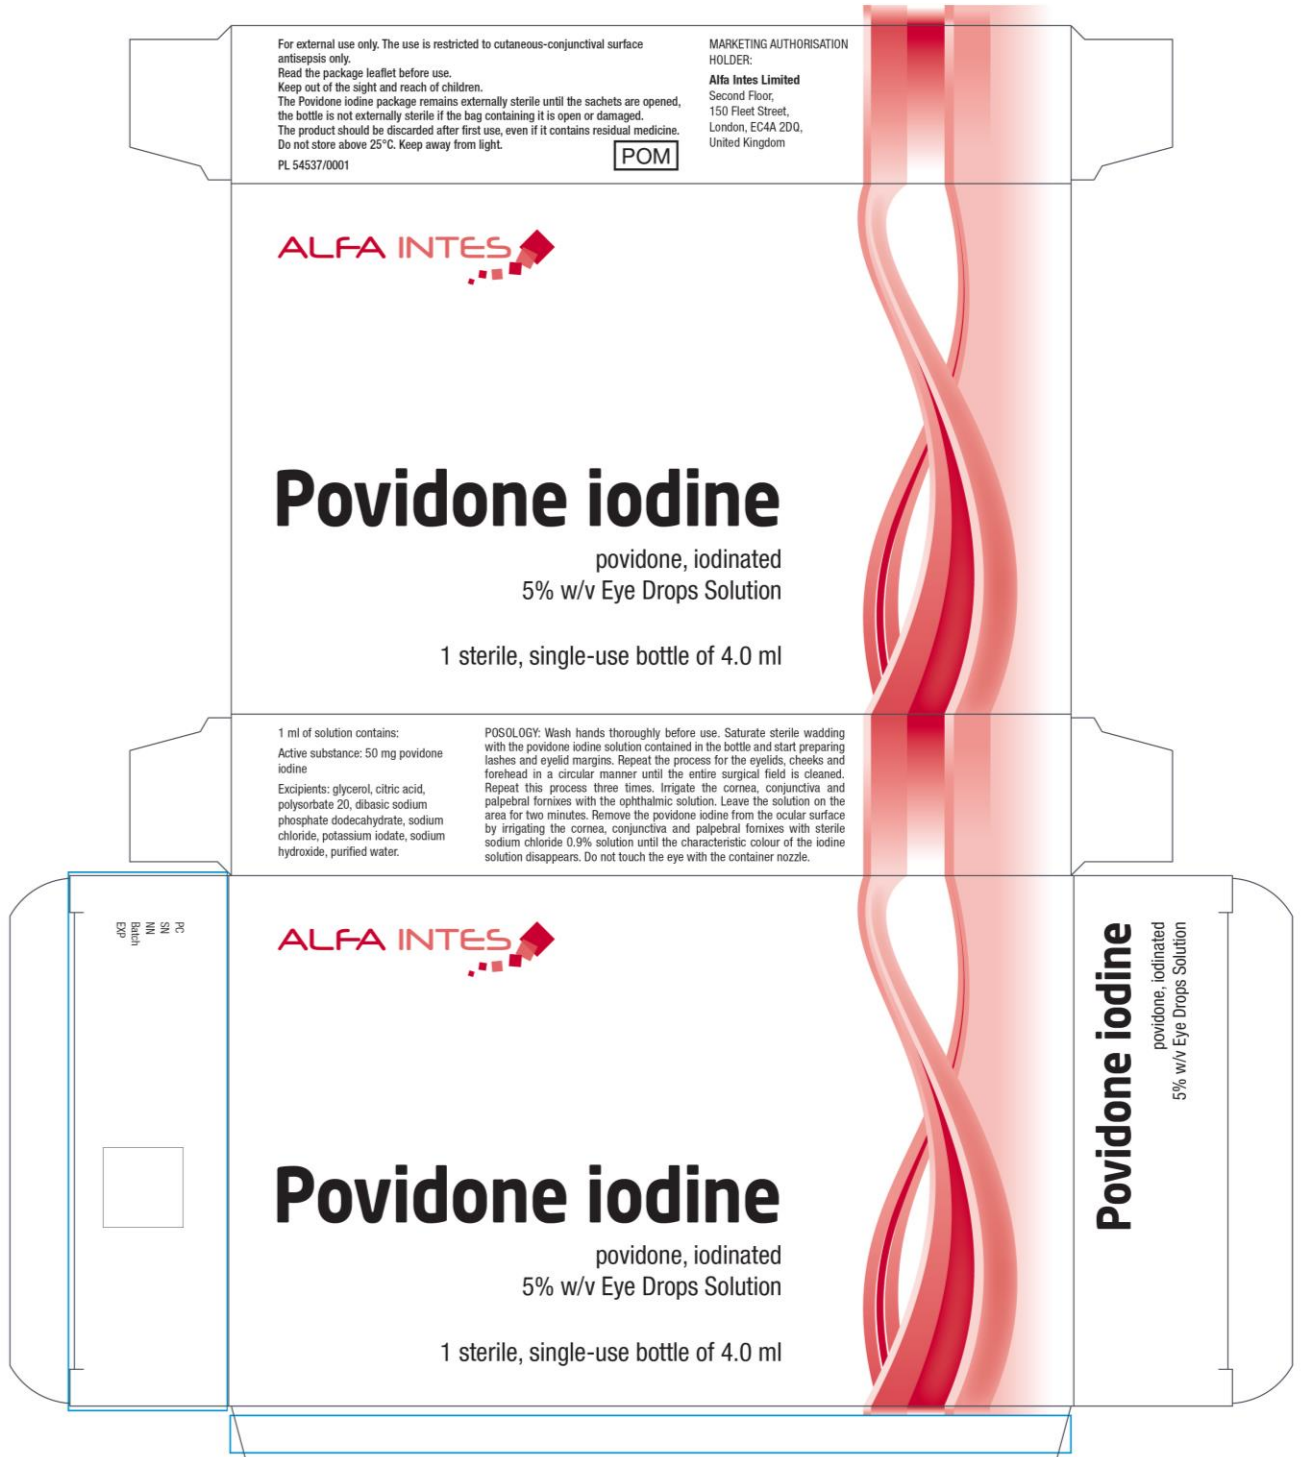 For external use only. The use is restricted to cutaneous-conjunctival surface
antisepsis only.
Read the package leaflet before use.
Keep out of the sight and reach of children.
The Povidone iodine package remains externally sterile until the sachets are opened,
the bottle is not externally sterile if the bag containing it is open or damaged.
The product should be discarded after first use, even if it contains residual medicine.
Do not store above 25°C. Keep away from light.
PL 54537/0001
POM
MARKETING AUTHORISATION
HOLDER:
Alfa Intes Limited
Second Floor,
150 Fleet Street,
London, EC4A 2DQ,
United Kingdom
ALFA INTES
Povidone iodine
povidone, iodinated
5% w/v Eye Drops Solution
1 sterile, single-use bottle of 4.0 ml
1 ml of solution contains:
Active substance: 50 mg povidone
iodine
Excipients: glycerol, citric acid,
polysorbate 20, dibasic sodium
phosphate dodecahydrate, sodium
chloride, potassium iodate, sodium
hydroxide, purified water.
POSOLOGY: Wash hands thoroughly before use. Saturate sterile wadding
with the povidone iodine solution contained in the bottle and start preparing
lashes and eyelid margins. Repeat the process for the eyelids, cheeks and
forehead in a circular manner until the entire surgical field is cleaned.
Repeat this process three times. Irrigate the cornea, conjunctiva and
palpebral fornixes with the ophthalmic solution. Leave the solution on the
area for two minutes. Remove the povidone iodine from the ocular surface
by irrigating the cornea, conjunctiva and palpebral fornixes with sterile
sodium chloride 0.9% solution until the characteristic colour of the iodine
solution disappears. Do not touch the eye with the container nozzle.
PC
SN
NN
Batch
EXP
ALFA INTES
Povidone iodine
povidone, iodinated
5% w/v Eye Drops Solution
1 sterile, single-use bottle of 4.0 ml
Povidone iodine
povidone, iodinated
5% w/v Eye Drops Solution